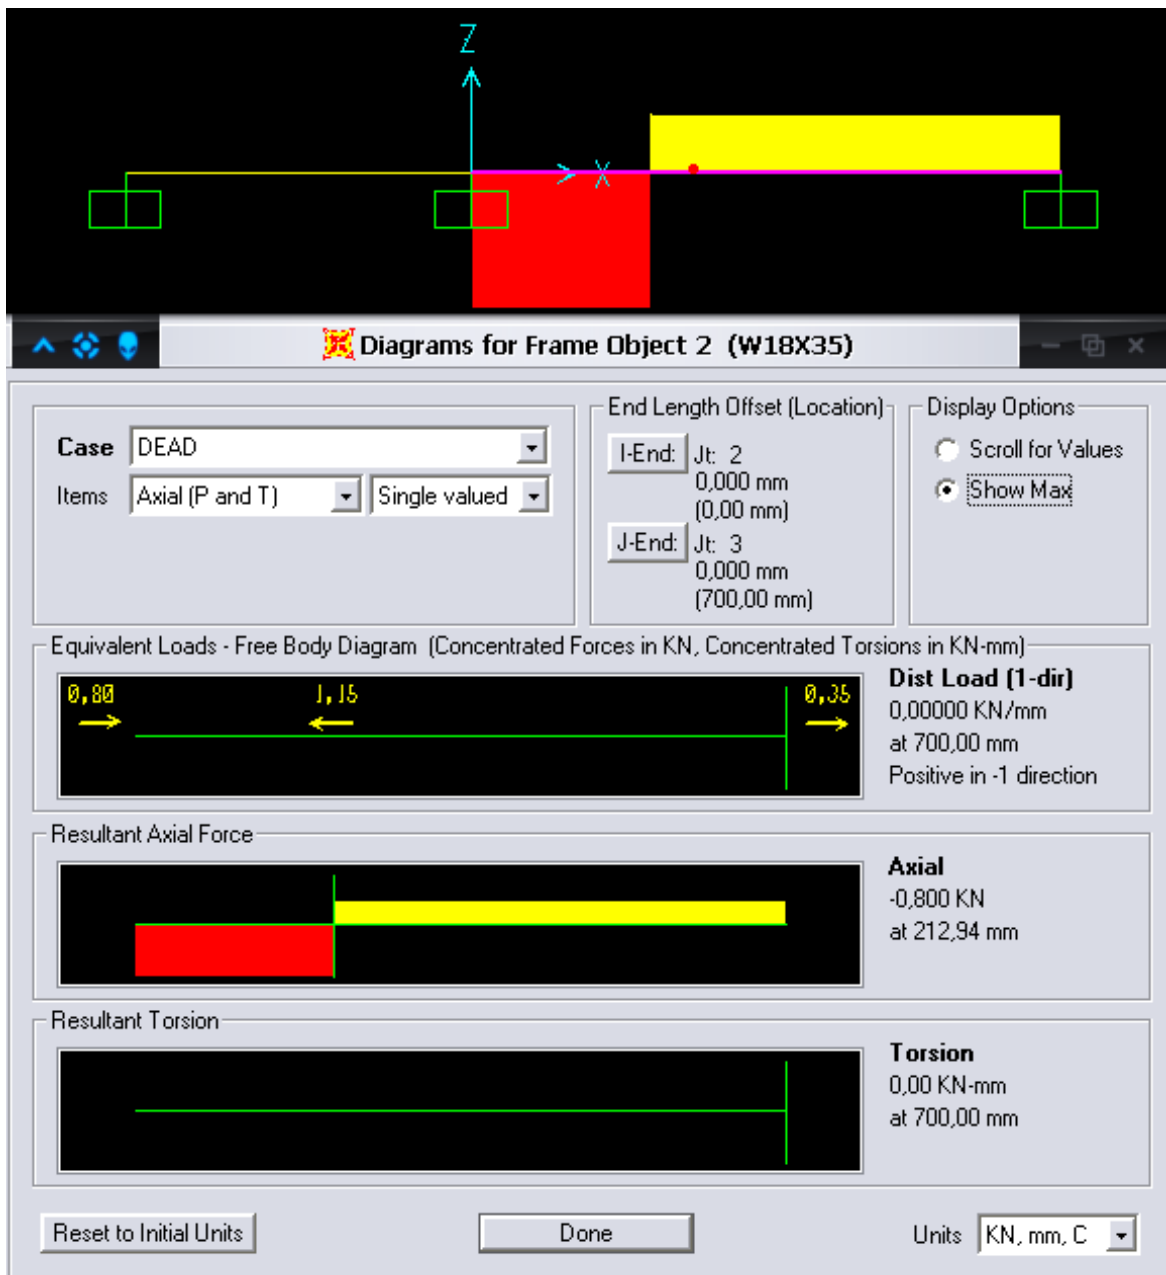 Z
X
Diagrams for Frame Object 2 (W18X35)
Case DEAD
Items Axial (P and T) Single valued
End Length Offset (Location)
I-End: Jt: 2
0,000 mm
(0,00 mm)
J-End: Jt: 3
0,000 mm
(700,00 mm)
Display Options
Scroll for Values
Show Max
Equivalent Loads - Free Body Diagram (Concentrated Forces in KN, Concentrated Torsions in KN-mm)
0,80 1,15 0,35
Dist Load (1-dir)
0,00000 KN/mm
at 700,00 mm
Positive in -1 direction
Resultant Axial Force
Axial
-0,800 KN
at 212,94 mm
Resultant Torsion
Torsion
0,00 KN-mm
at 700,00 mm
Reset to Initial Units Done Units KN, mm, C